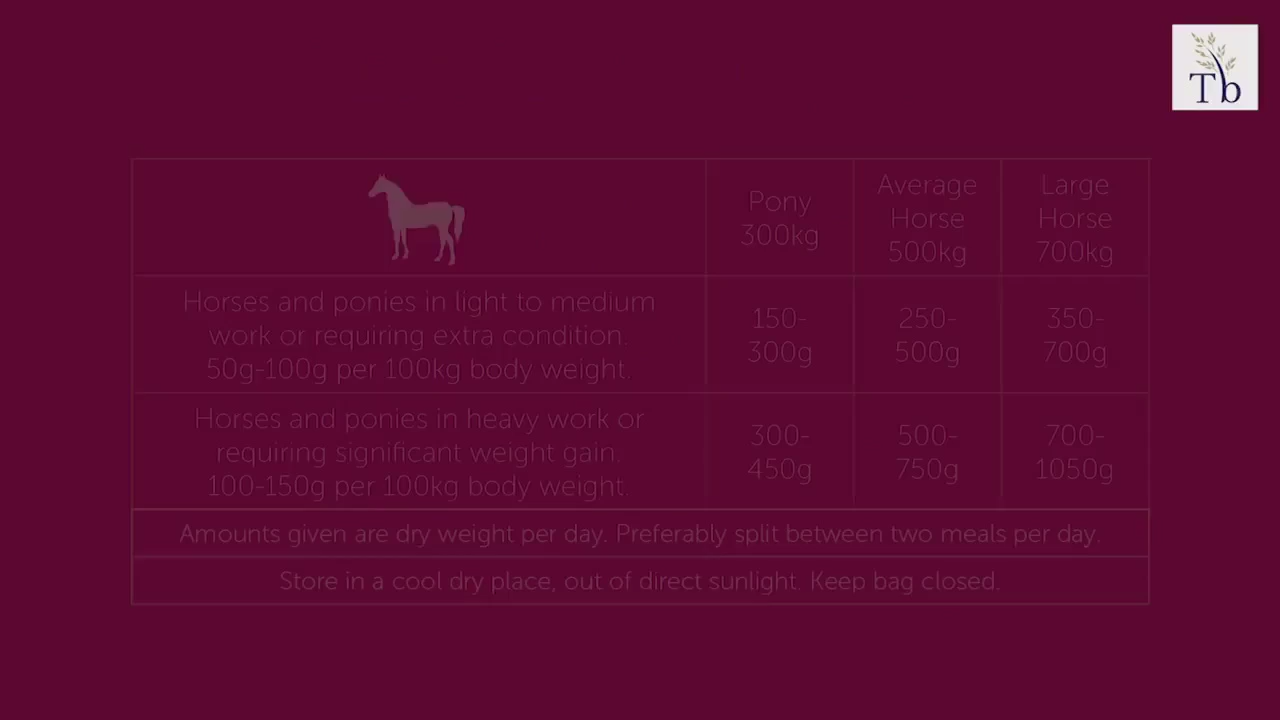 Tb
Pony
300kg
Average
Horse
500kg
Large
Horse
700kg
Horses and ponies in light to medium
work or requiring extra condition.
50g-100g per 100kg body weight.
150-
300g
250-
500g
350-
700g
Horses and ponies in heavy work or
requiring significant weight gain.
100-150g per 100kg body weight.
300-
450g
500-
750g
700-
1050g
Amounts given are dry weight per day. Preferably split between two meals per day.
Store in a cool dry place, out of direct sunlight. Keep bag closed.